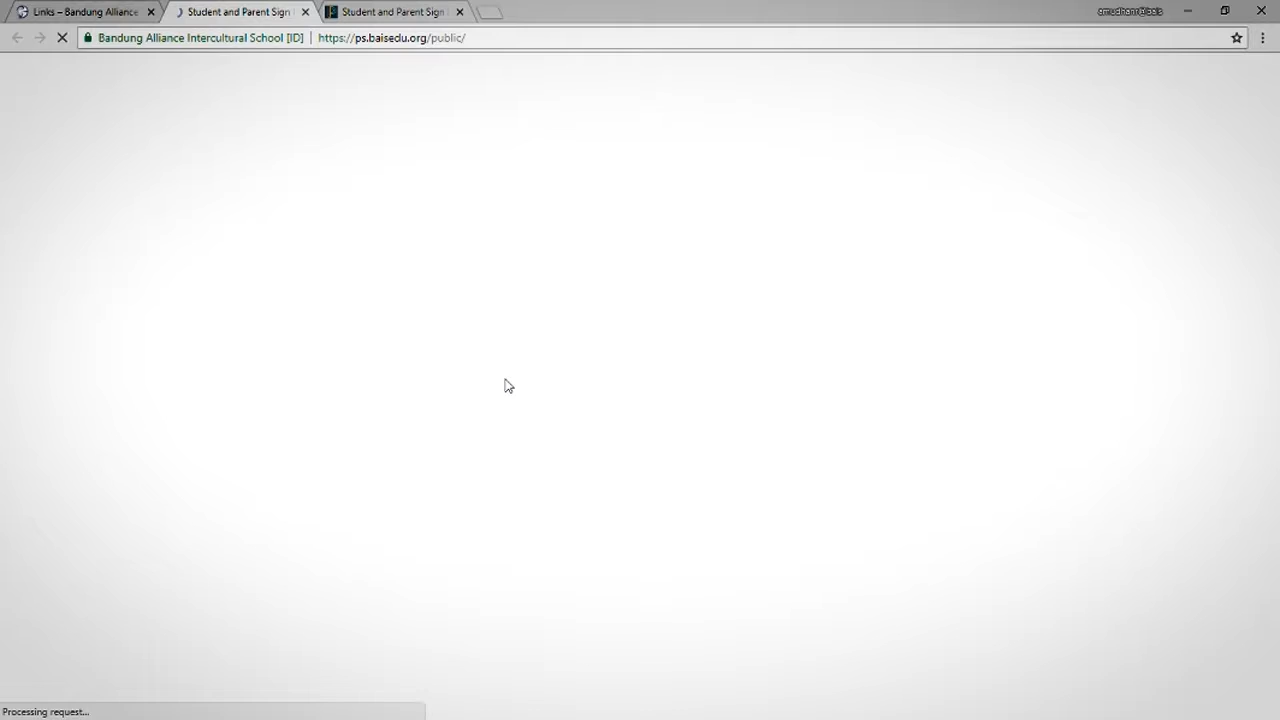 Links – Bandung Alliance
Student and Parent Sign
Student and Parent Sign
Bandung Alliance Intercultural School [ID]
https://ps.baisedu.org/public/
Processing request...